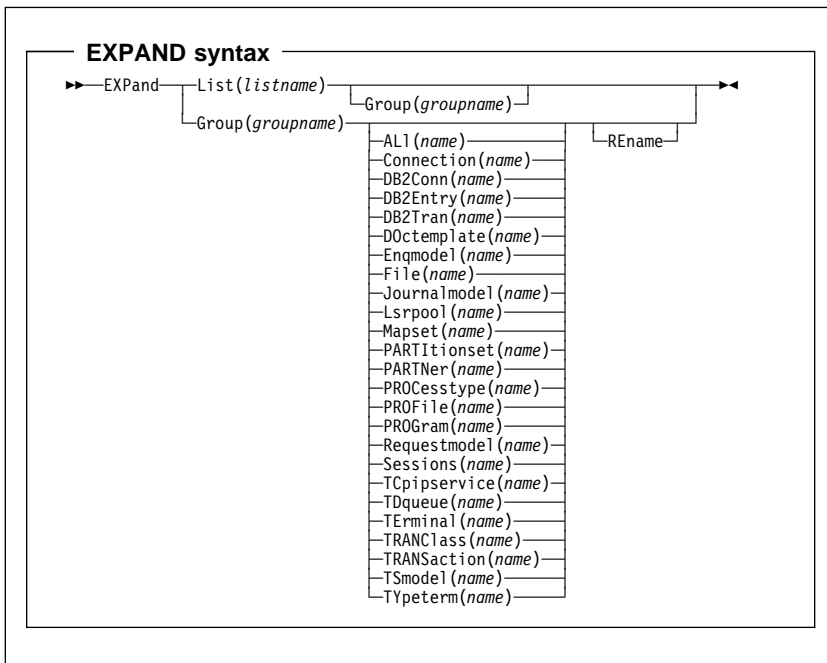 EXPAND syntax
EXPand List(listname)
Group(groupname)
Group(groupname)
ALl(name) REname
Connection(name)
DB2Conn(name)
DB2Entry(name)
DB2Tran(name)
DOctemplate(name)
Enqmodel(name)
File(name)
Journalmodel(name)
Lsrpool(name)
Mapset(name)
PARTItionset(name)
PARTNer(name)
PROCesstype(name)
PROFile(name)
PROGram(name)
Requestmodel(name)
Sessions(name)
TCpipservice(name)
TDqueue(name)
TErminal(name)
TRANClass(name)
TRANSaction(name)
TSmodel(name)
TYpeterm(name)